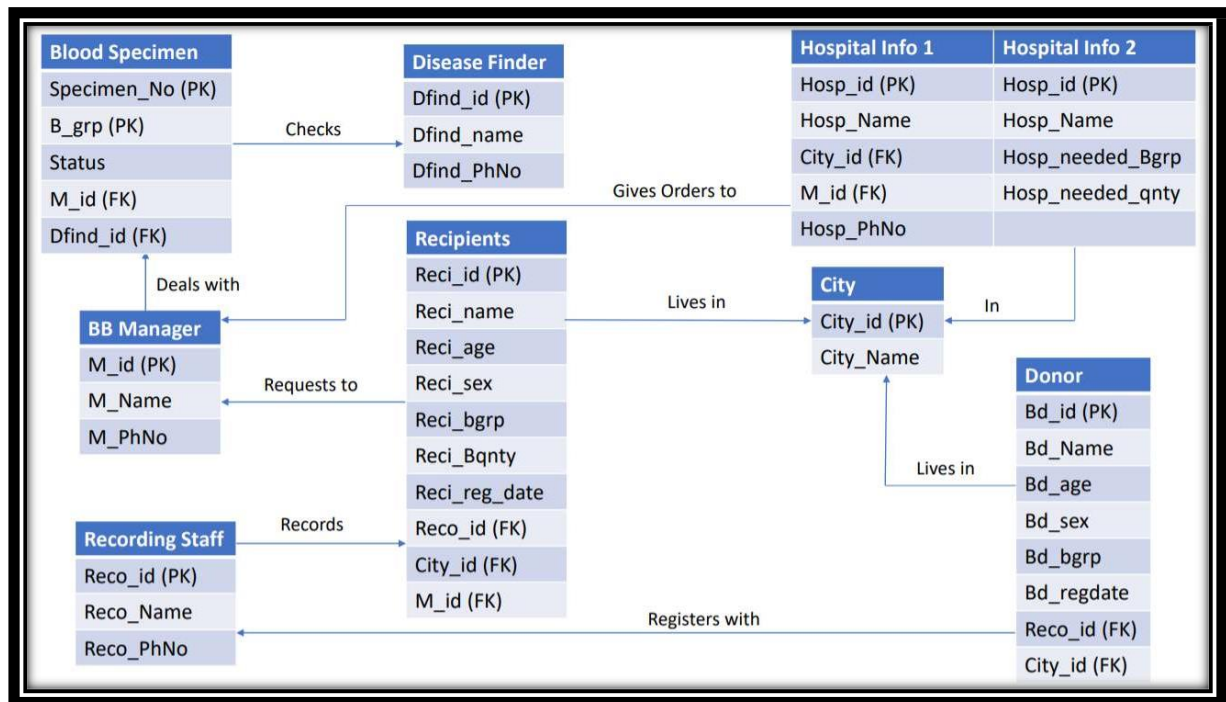 Blood Specimen
Specimen_No (PK)
B_grp (PK)
Status
M_id (FK)
Dfind_id (FK)
Checks
Disease Finder
Dfind_id (PK)
Dfind_name
Dfind_PhNo
Hospital Info 1 Hospital Info 2
Hosp_id (PK) Hosp_id (PK)
Hosp_Name Hosp_Name
City_id (FK) Hosp_needed_Bgrp
M_id (FK) Hosp_needed_qnty
Hosp_PhNo
Gives Orders to
Deals with
BB Manager
M_id (PK)
M_Name
M_PhNo
Requests to
Recipients
Reci_id (PK)
Reci_name
Reci_age
Reci_sex
Reci_bgrp
Reci_Bqnty
Reci_reg_date
Reco_id (FK)
City_id (FK)
M_id (FK)
Lives in
City
City_id (PK)
City_Name
In
Donor
Bd_id (PK)
Bd_Name
Bd_age
Bd_sex
Bd_bgrp
Bd_regdate
Reco_id (FK)
City_id (FK)
Lives in
Recording Staff
Reco_id (PK)
Reco_Name
Reco_PhNo
Records
Registers with